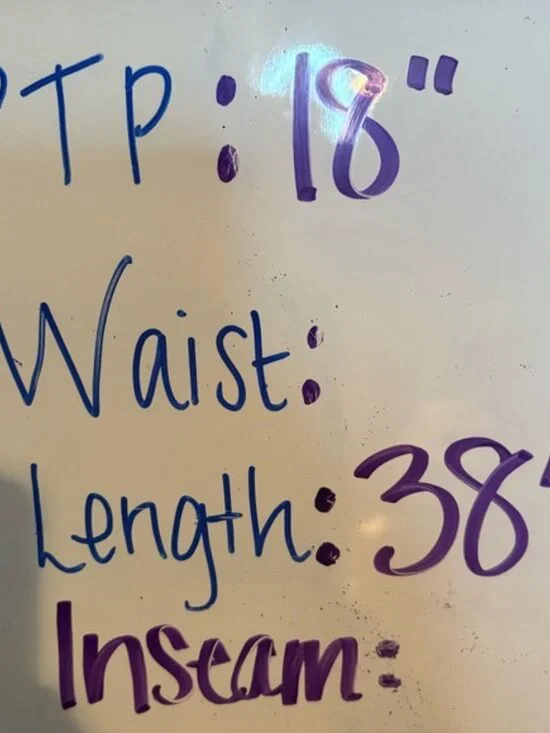 PTP: 18"
Waist:
Length: 38"
Inseam: